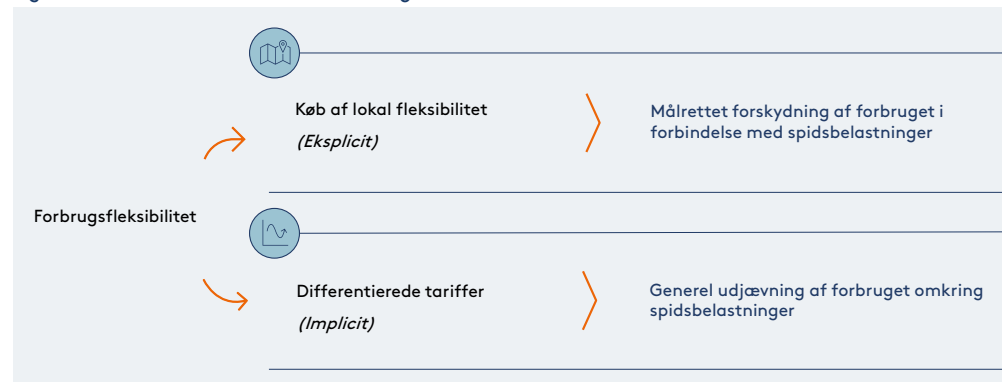 Køb af lokal fleksibilitet
(Eksplicit)
Målrettet forskydning af forbruget i
forbindelse med spidsbelastninger
Forbrugsfleksibilitet
Differentierede tariffer
(Implicit)
Generel udjævning af forbruget omkring
spidsbelastninger